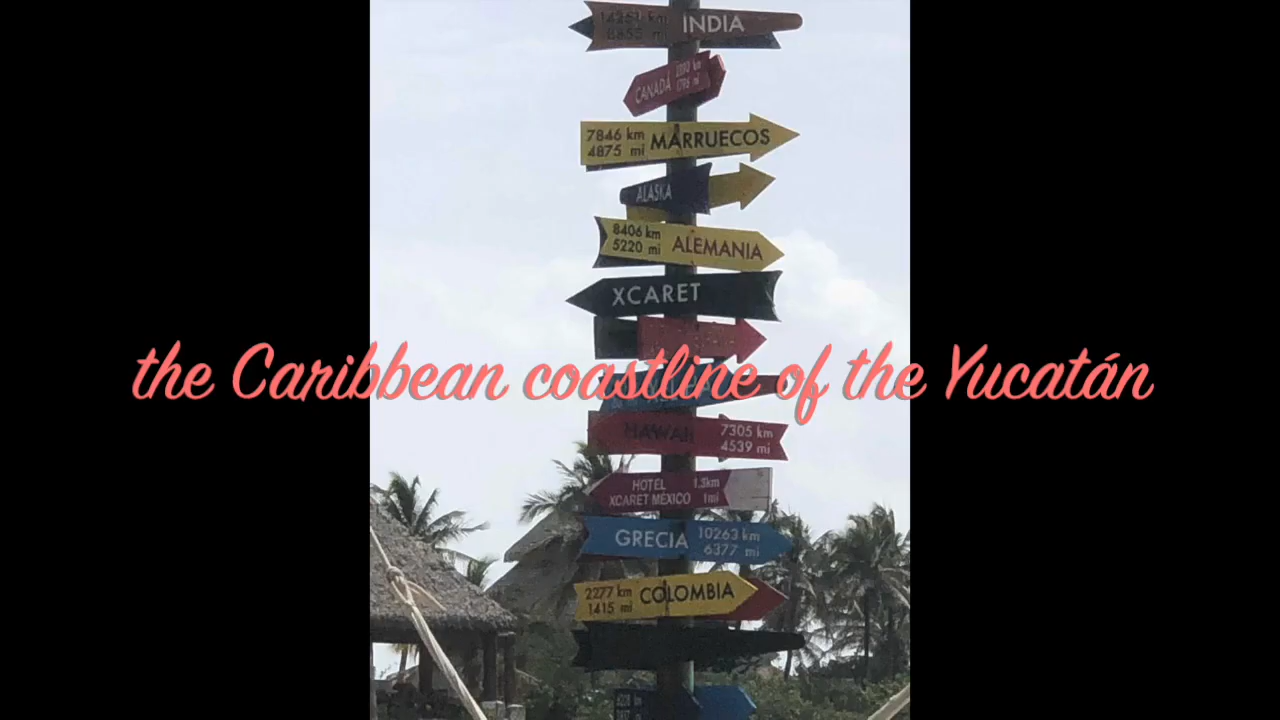 INDIA
CANADÁ
7846 km
4875 mi
MARRUECOS
ALASKA
8406 km
5220 mi
ALEMANIA
XCARET
the Caribbean coastline of the Yucatán
HAWAII
7305 km
4539 mi
HOTEL
XCARET MÉXICO
1.3km
1mi
GRECIA
10263 km
6377 mi
2277 km
1415 mi
COLOMBIA